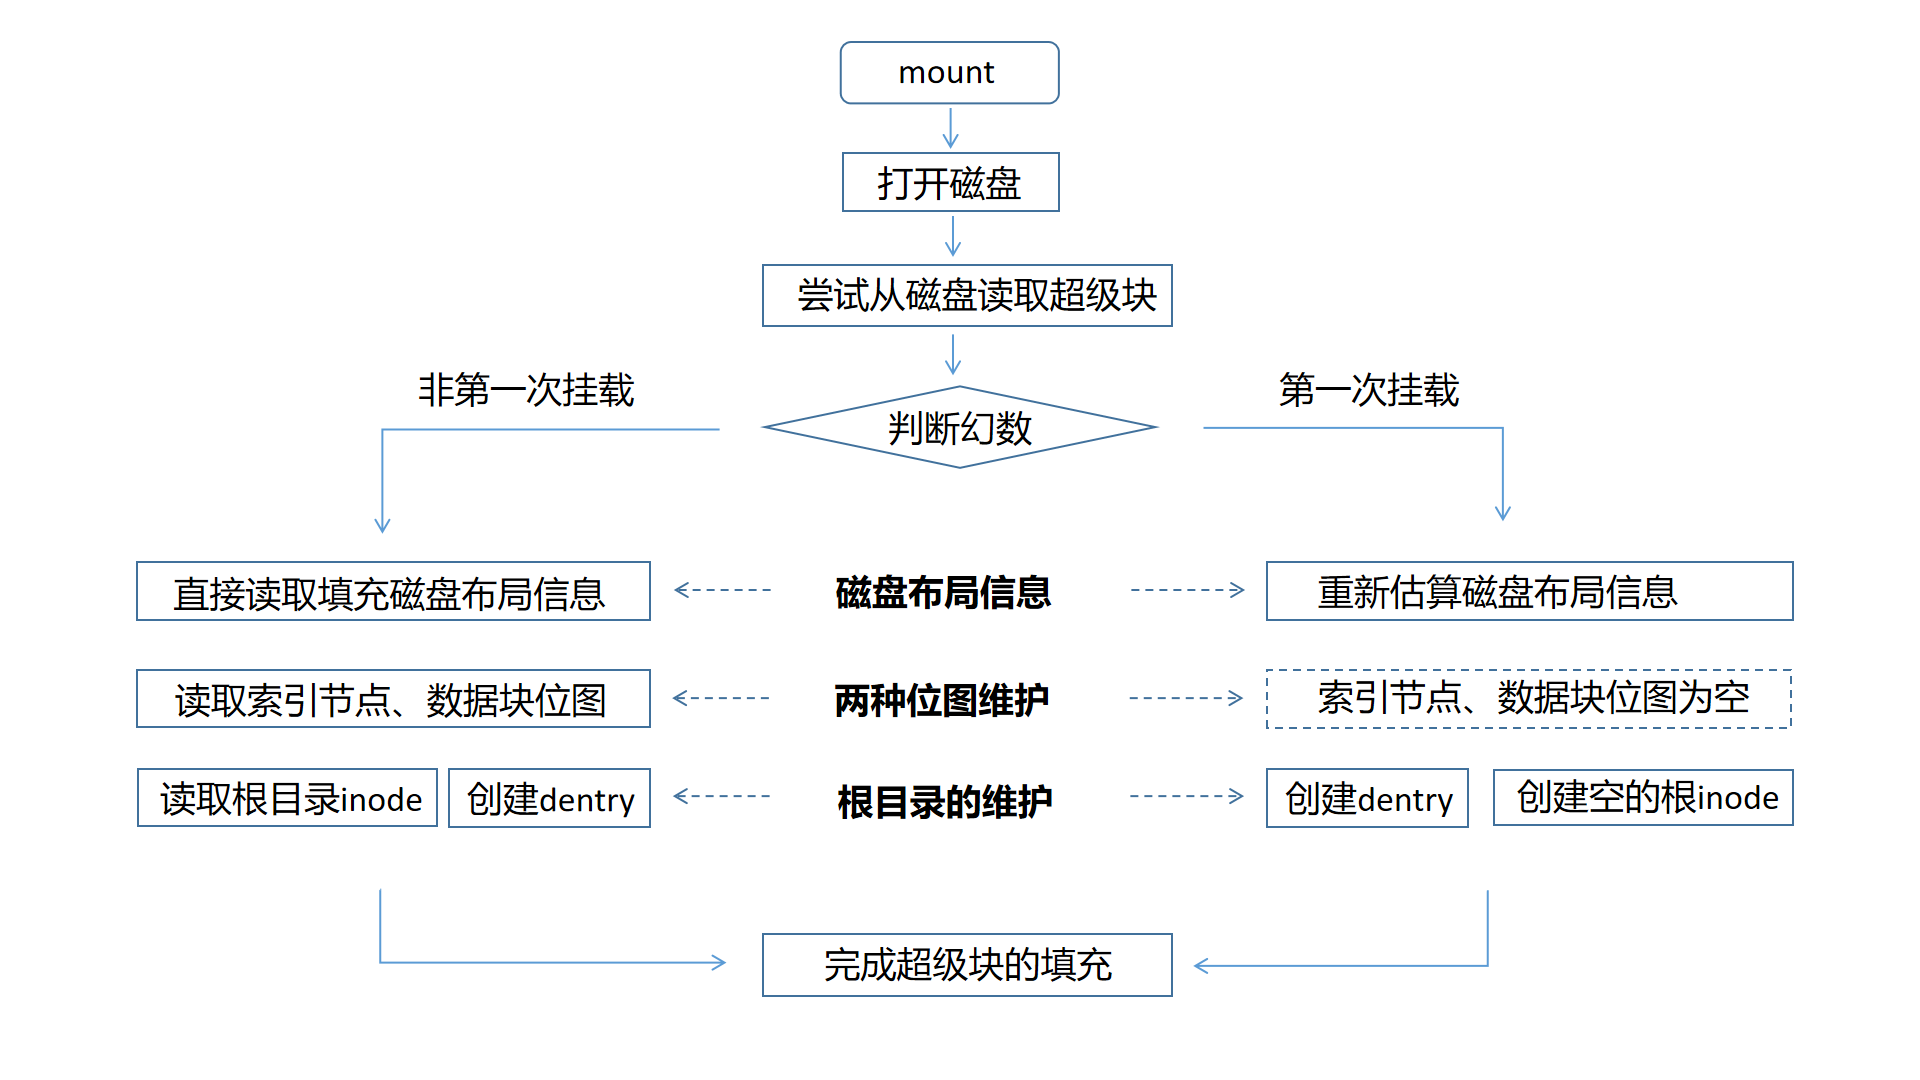 mount
打开磁盘
尝试从磁盘读取超级块
非第一次挂载
判断幻数
第一次挂载
直接读取填充磁盘布局信息
磁盘布局信息
重新估算磁盘布局信息
读取索引节点、数据块位图
两种位图维护
索引节点、数据块位图为空
读取根目录inode
创建dentry
根目录的维护
创建dentry
创建空的根inode
完成超级块的填充